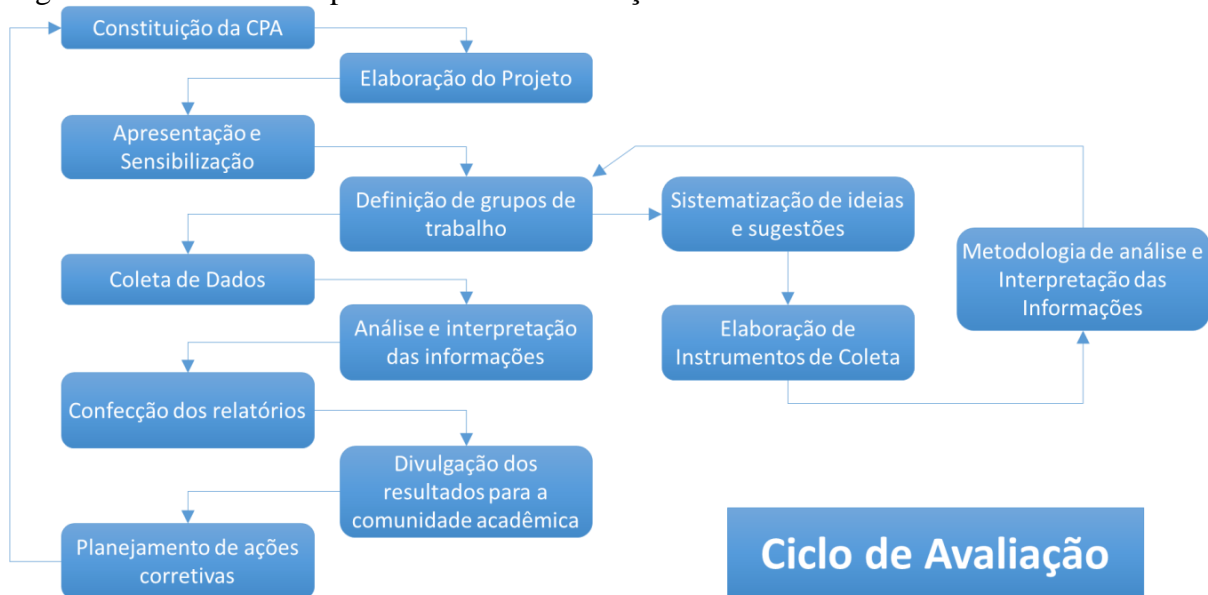 Constituição da CPA
Elaboração do Projeto
Apresentação e
Sensibilização
Definição de grupos de
trabalho
Sistematização de ideias
e sugestões
Metodologia de análise e
Interpretação das
Informações
Coleta de Dados
Análise e interpretação
das informações
Elaboração de
Instrumentos de Coleta
Confecção dos relatórios
Divulgação dos
resultados para a
comunidade acadêmica
Planejamento de ações
corretivas
Ciclo de Avaliação